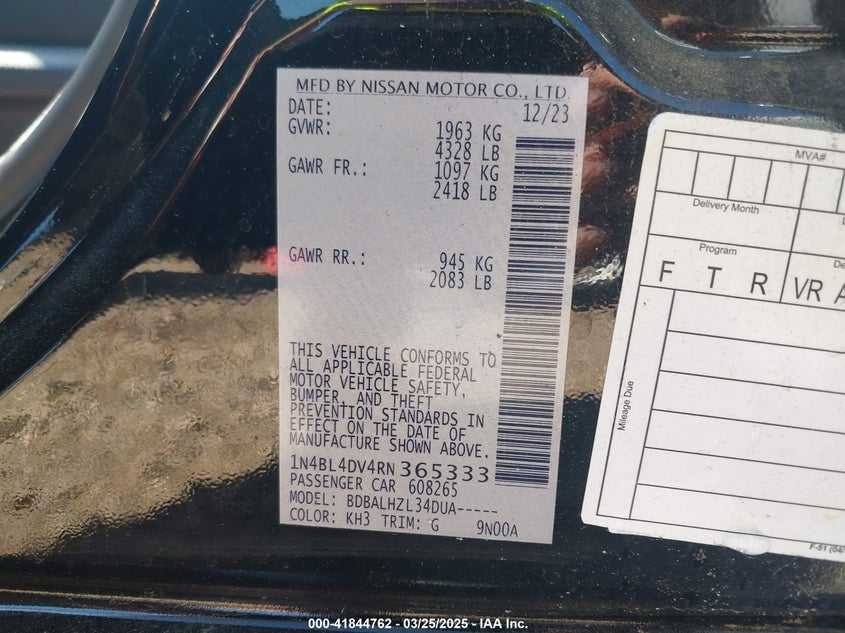 MFD BY NISSAN MOTOR CO., LTD.
DATE: 12/23
GVWR: 1963 KG
4328 LB
GAWR FR.: 1097 KG
2418 LB
GAWR RR.: 945 KG
2083 LB
THIS VEHICLE CONFORMS TO
ALL APPLICABLE FEDERAL
MOTOR VEHICLE SAFETY,
BUMPER, AND THEFT
PREVENTION STANDARDS IN
EFFECT ON THE DATE OF
MANUFACTURE SHOWN ABOVE.
1N4BL4DV4RN365333
PASSENGER CAR 608265
MODEL: BDBALHZL34DUA-----
COLOR: KH3 TRIM: G 9N00A
MVA#
Delivery Month
Program
F T R VR
Mileage Due
000-41844762 - 03/25/2025 - IAA Inc.